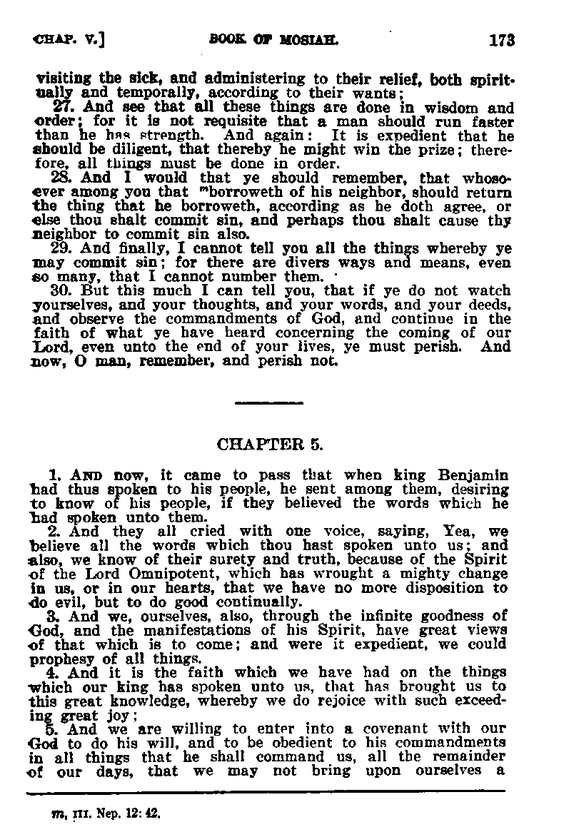 CHAP. V.] BOOK OF MOSIAH. 173
visiting the sick, and administering to their relief, both spirit-
ually and temporally, according to their wants;
27. And see that all these things are done in wisdom and
order; for it is not requisite that a man should run faster
than he has strength. And again: It is expedient that he
should be diligent, that thereby he might win the prize; there-
fore, all things must be done in order.
28. And I would that ye should remember, that whoso-
ever among you that mborroweth of his neighbor, should return
the thing that he borroweth, according as he doth agree, or
else thou shalt commit sin, and perhaps thou shalt cause thy
neighbor to commit sin also.
29. And finally, I cannot tell you all the things whereby ye
may commit sin; for there are divers ways and means, even
so many, that I cannot number them.
30. But this much I can tell you, that if ye do not watch
yourselves, and your thoughts, and your words, and your deeds,
and observe the commandments of God, and continue in the
faith of what ye have heard concerning the coming of our
Lord, even unto the end of your lives, ye must perish. And
now, O man, remember, and perish not.
CHAPTER 5.
1. AND now, it came to pass that when king Benjamin
had thus spoken to his people, he sent among them, desiring
to know of his people, if they believed the words which he
had spoken unto them.
2. And they all cried with one voice, saying, Yea, we
believe all the words which thou hast spoken unto us; and
also, we know of their surety and truth, because of the Spirit
of the Lord Omnipotent, which has wrought a mighty change
in us, or in our hearts, that we have no more disposition to
do evil, but to do good continually.
3. And we, ourselves, also, through the infinite goodness of
God, and the manifestations of his Spirit, have great views
of that which is to come; and were it expedient, we could
prophesy of all things.
4. And it is the faith which we have had on the things
which our king has spoken unto us, that has brought us to
this great knowledge, whereby we do rejoice with such exceed-
ing great joy;
5. And we are willing to enter into a covenant with our
God to do his will, and to be obedient to his commandments
in all things that he shall command us, all the remainder
of our days, that we may not bring upon ourselves a
m, III. Nep. 12:42.